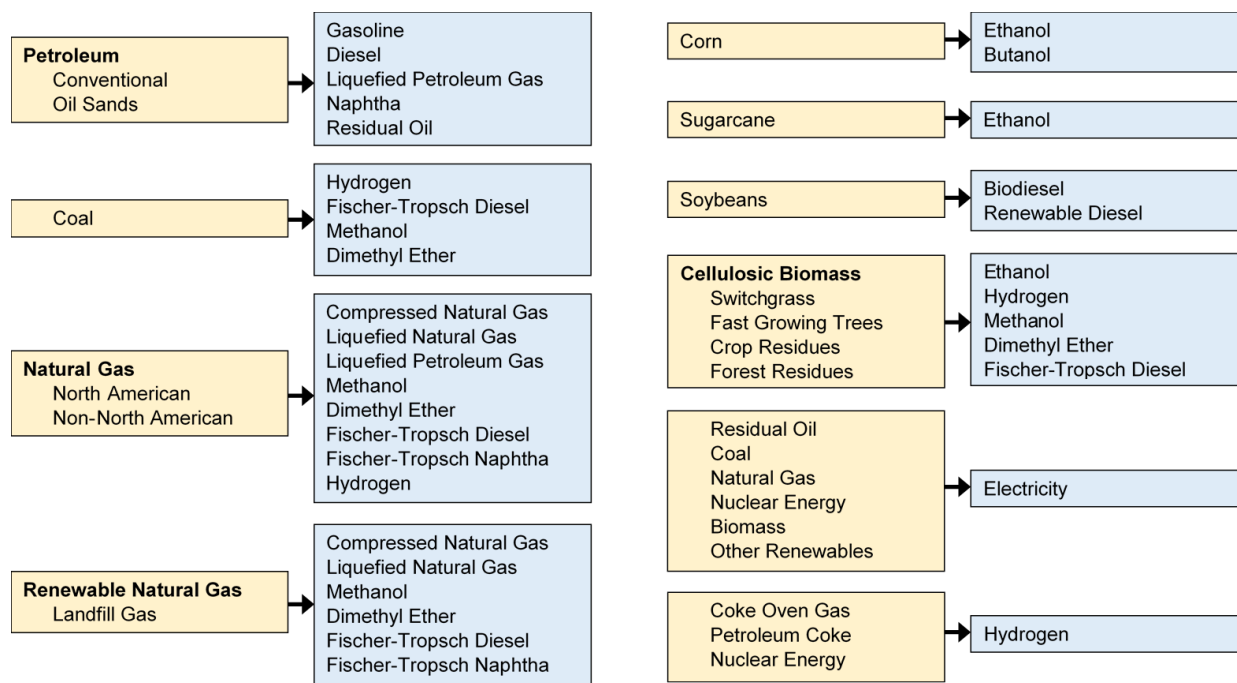 Petroleum
Conventional
Oil Sands
Gasoline
Diesel
Liquefied Petroleum Gas
Naphtha
Residual Oil
Coal
Hydrogen
Fischer-Tropsch Diesel
Methanol
Dimethyl Ether
Natural Gas
North American
Non-North American
Compressed Natural Gas
Liquefied Natural Gas
Liquefied Petroleum Gas
Methanol
Dimethyl Ether
Fischer-Tropsch Diesel
Fischer-Tropsch Naphtha
Hydrogen
Renewable Natural Gas
Landfill Gas
Compressed Natural Gas
Liquefied Natural Gas
Methanol
Dimethyl Ether
Fischer-Tropsch Diesel
Fischer-Tropsch Naphtha
Corn
Ethanol
Butanol
Sugarcane
Ethanol
Soybeans
Biodiesel
Renewable Diesel
Cellulosic Biomass
Switchgrass
Fast Growing Trees
Crop Residues
Forest Residues
Ethanol
Hydrogen
Methanol
Dimethyl Ether
Fischer-Tropsch Diesel
Residual Oil
Coal
Natural Gas
Nuclear Energy
Biomass
Other Renewables
Electricity
Coke Oven Gas
Petroleum Coke
Nuclear Energy
Hydrogen